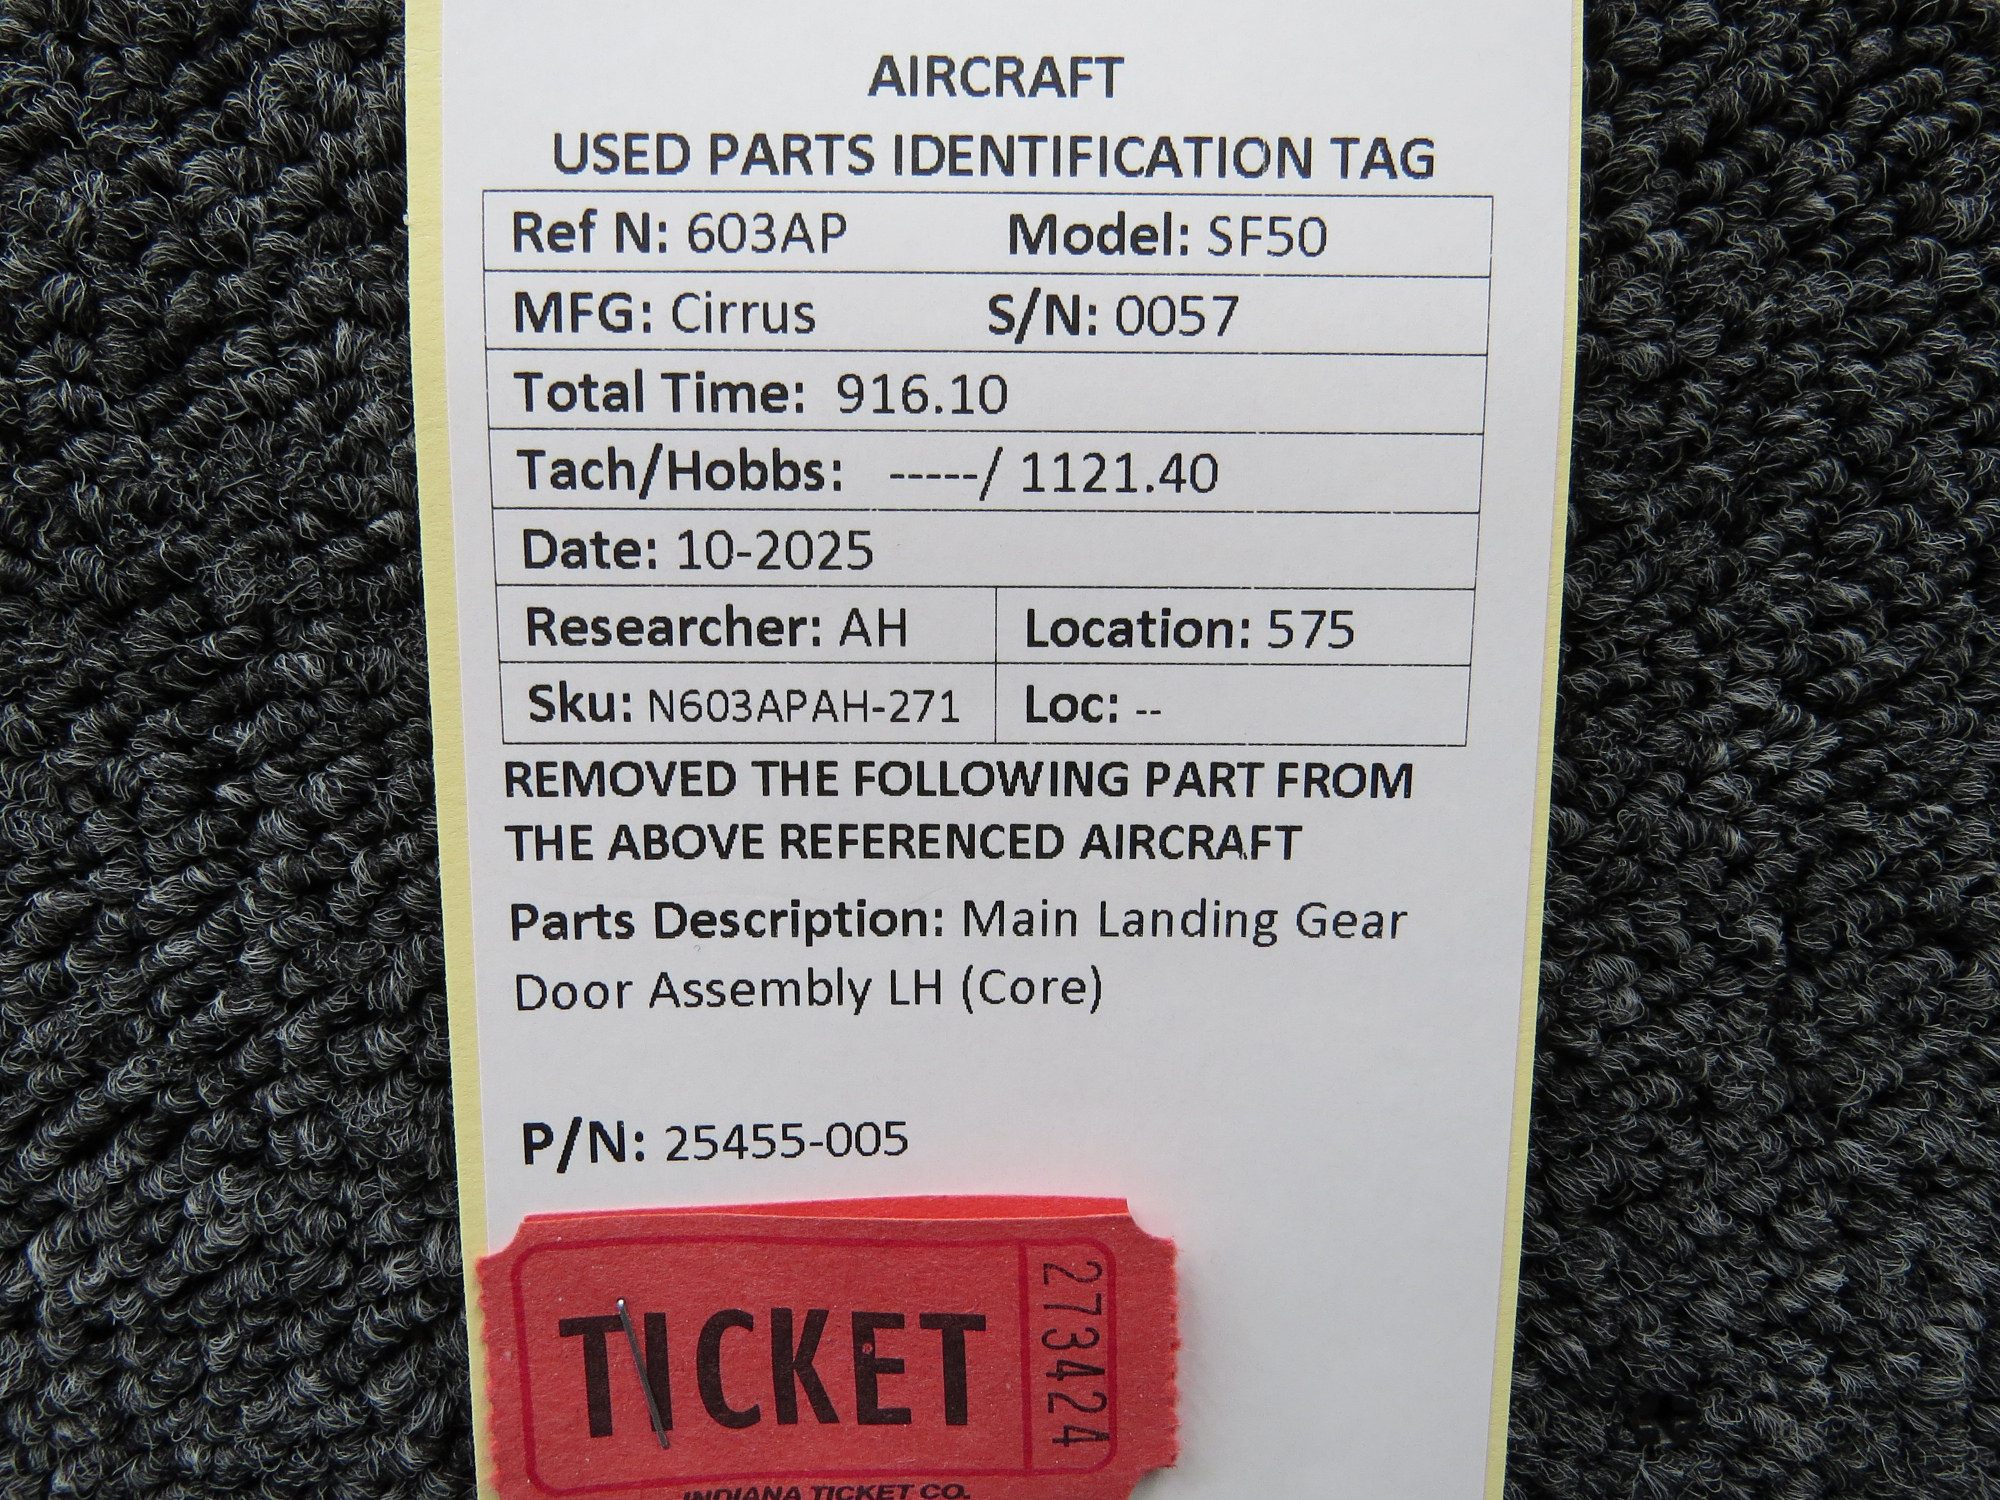 AIRCRAFT
USED PARTS IDENTIFICATION TAG
Ref N: 603AP Model: SF50
MFG: Cirrus S/N: 0057
Total Time: 916.10
Tach/Hobbs: -----/ 1121.40
Date: 10-2025
Researcher: AH Location: 575
Sku: N603APAH-271 Loc: --
REMOVED THE FOLLOWING PART FROM
THE ABOVE REFERENCED AIRCRAFT
Parts Description: Main Landing Gear
Door Assembly LH (Core)
P/N: 25455-005
TICKET
273424
INDIANA TICKET CO.